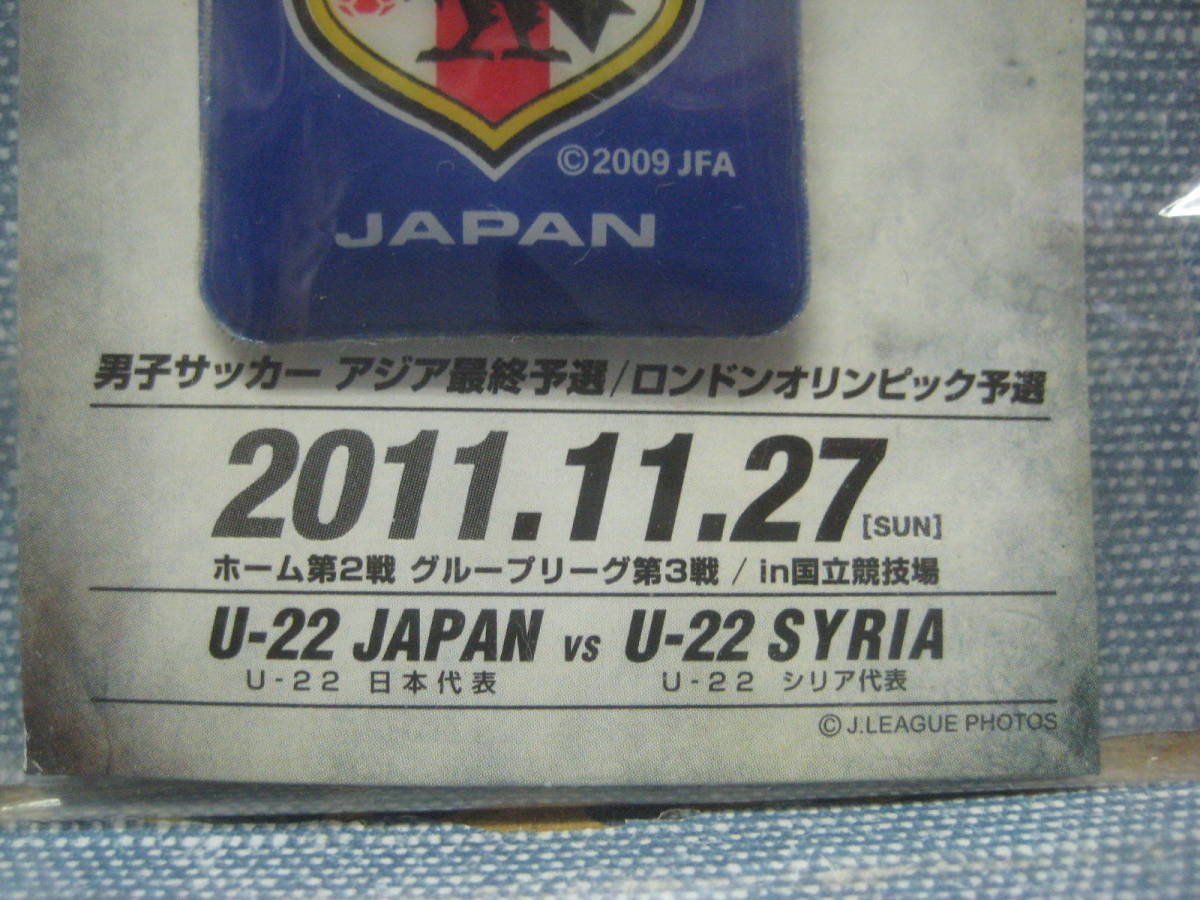 ©2009 JFA
JAPAN
男子サッカー アジア最終予選/ロンドンオリンピック予選
2011.11.27[SUN]
ホーム第2戦 グループリーグ第3戦 / in国立競技場
U-22 JAPAN VS U-22 SYRIA
U-22 日本代表 U-22 シリア代表
© J.LEAGUE PHOTOS